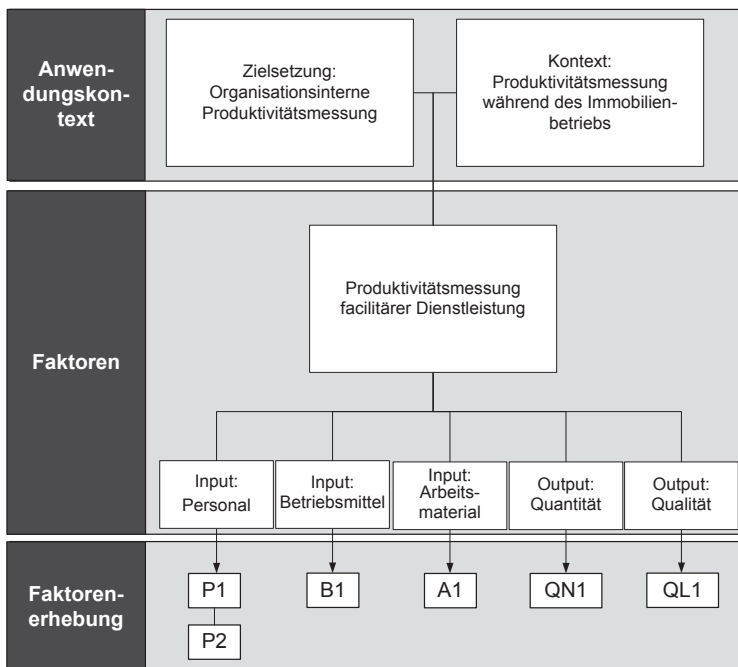 Anwen-
dungskon-
text
Zielsetzung:
Organisationsinterne
Produktivitätsmessung
Kontext:
Produktivitätsmessung
während des Immobilien-
betriebs
Faktoren
Produktivitätsmessung
facilitärer Dienstleistung
Input:
Personal
Input:
Betriebsmittel
Input:
Arbeits-
material
Output:
Quantität
Output:
Qualität
Faktoren-
erhebung
P1
B1
A1
QN1
QL1
P2